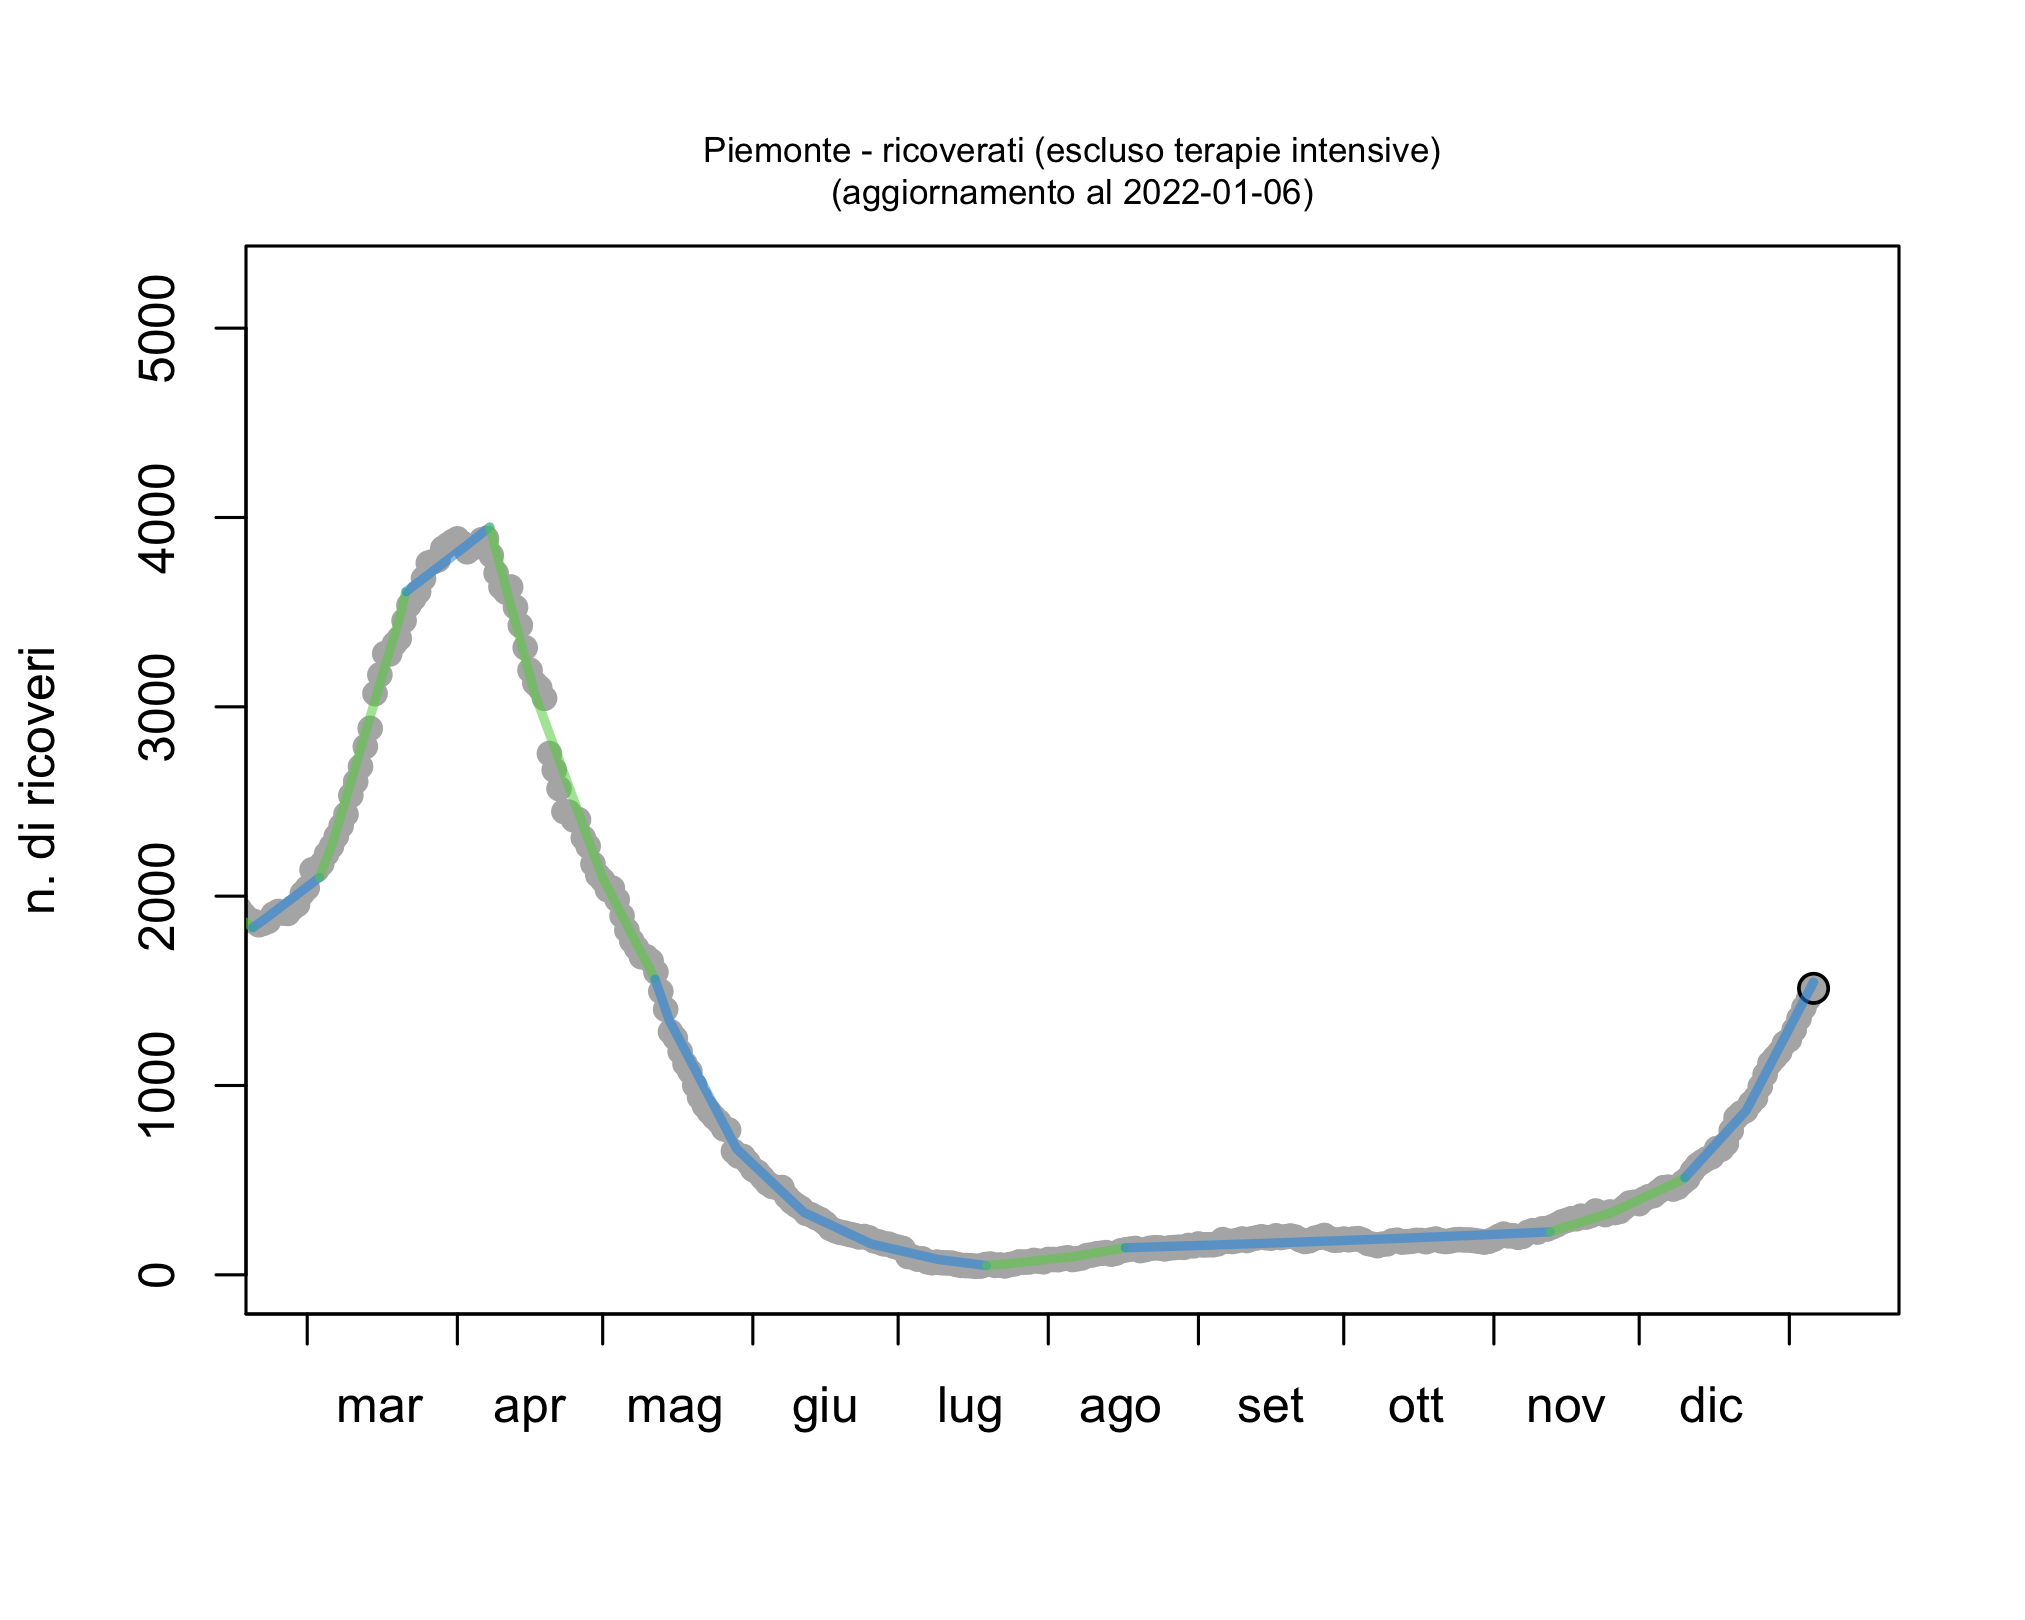 Piemonte - ricoverati (escluso terapie intensive)
(aggiornamento al 2022-01-06)
n. di ricoveri
5000
4000
3000
2000
1000
0
mar apr mag giu lug ago set ott nov dic